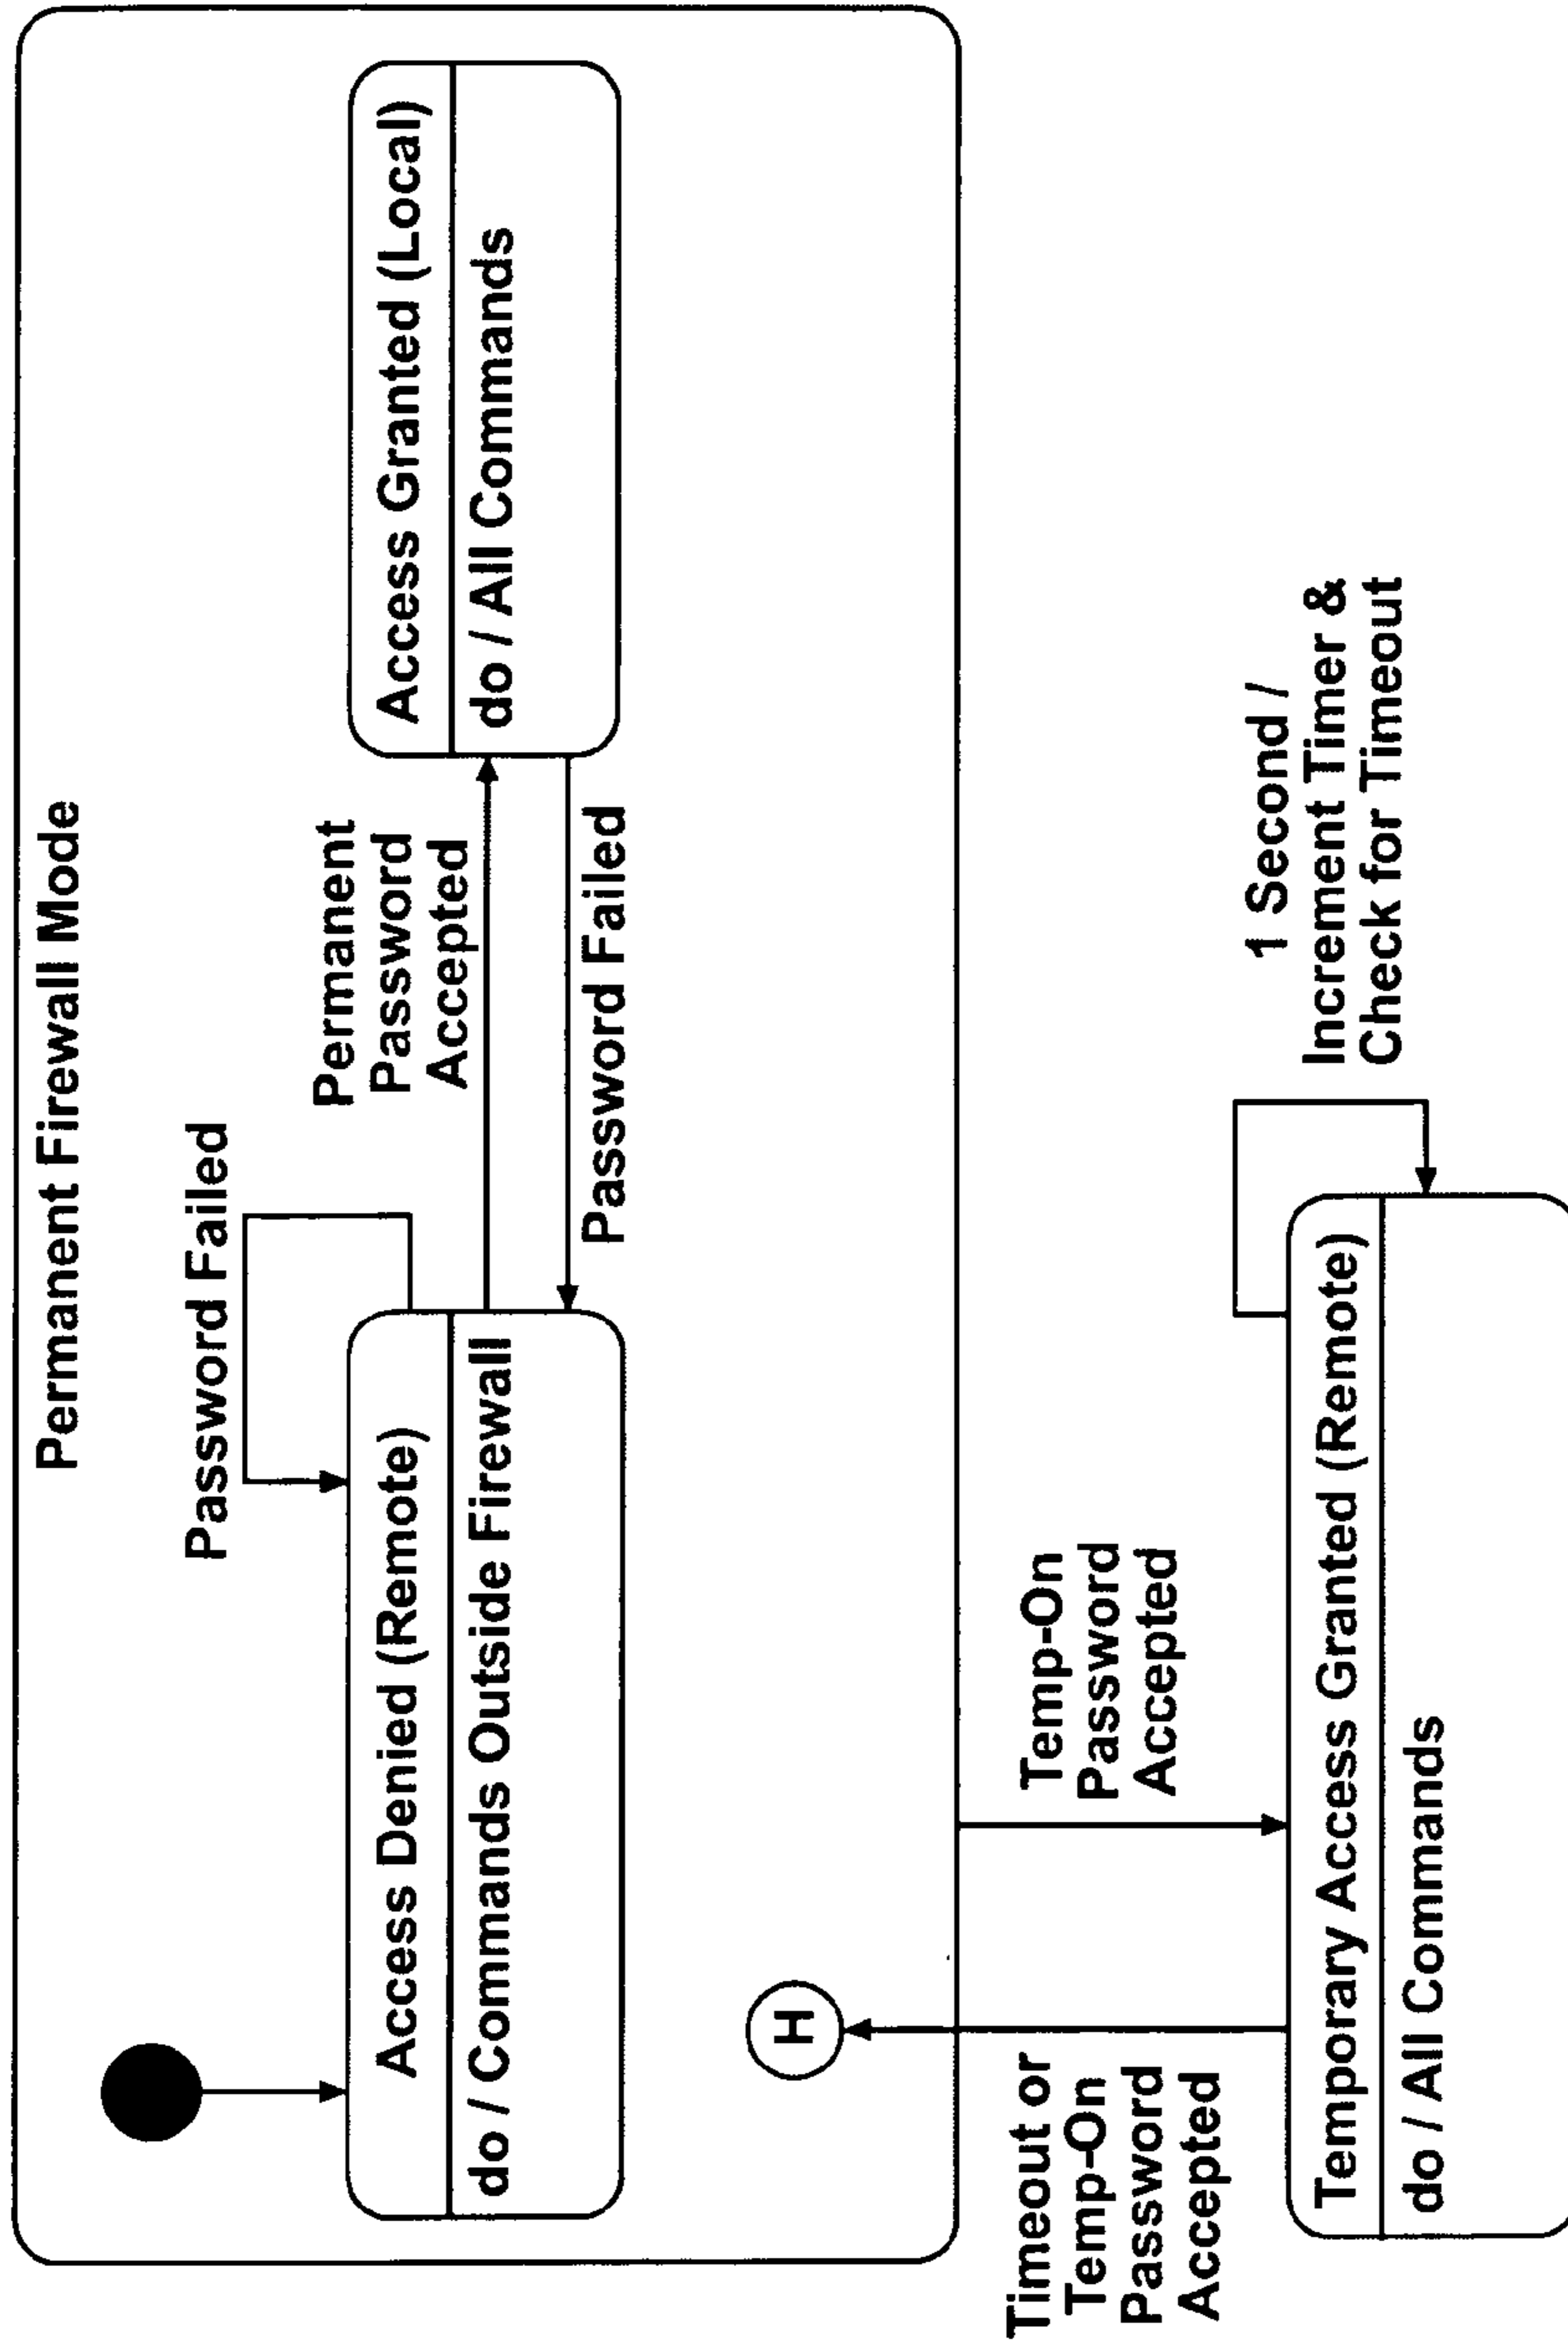 Permanent Firewall Mode
Password Failed
Access Denied (Remote)
do / Commands Outside Firewall
Permanent
Password
Accepted
Password Failed
Access Granted (Local)
do / All Commands
H
Timeout or
Temp-On
Password
Accepted
Temp-On
Password
Accepted
1 Second /
Increment Timer &
Check for Timeout
Temporary Access Granted (Remote)
do / All Commands